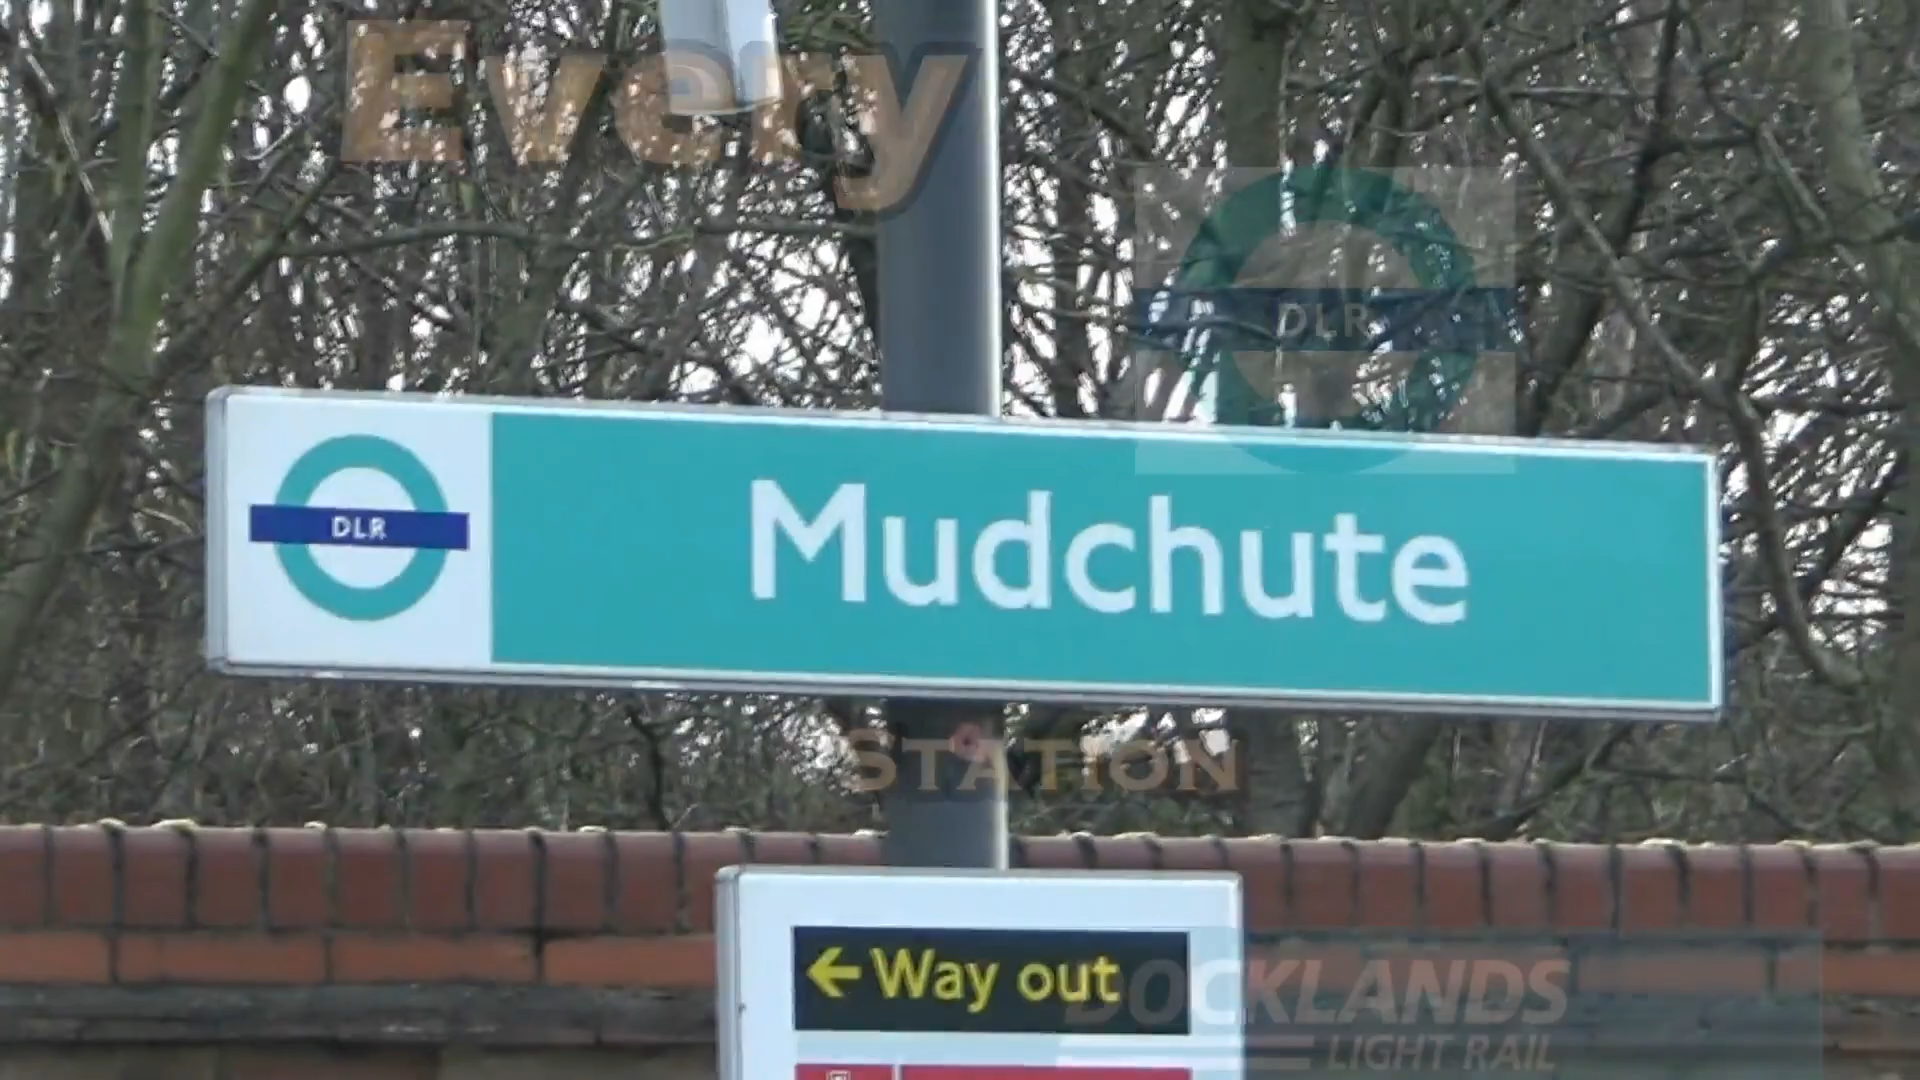 Every
DLR
DLR
Mudchute
STATION
← Way out
DOCKLANDS
LIGHT RAIL